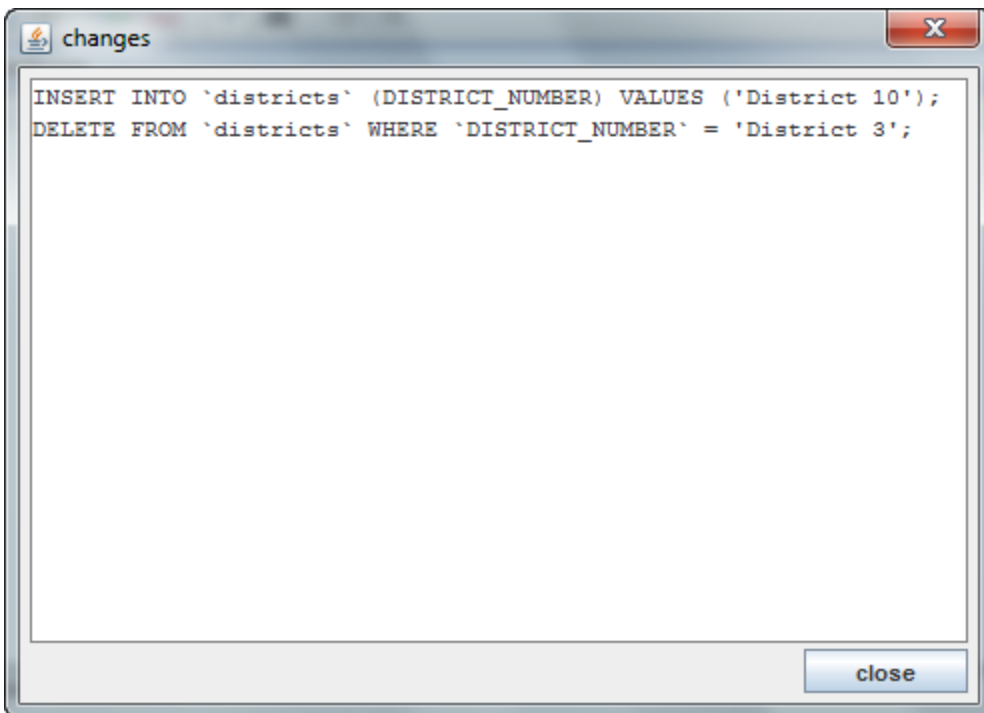 changes
INSERT INTO `districts` (DISTRICT_NUMBER) VALUES ('District 10');
DELETE FROM `districts` WHERE `DISTRICT_NUMBER` = 'District 3';
close